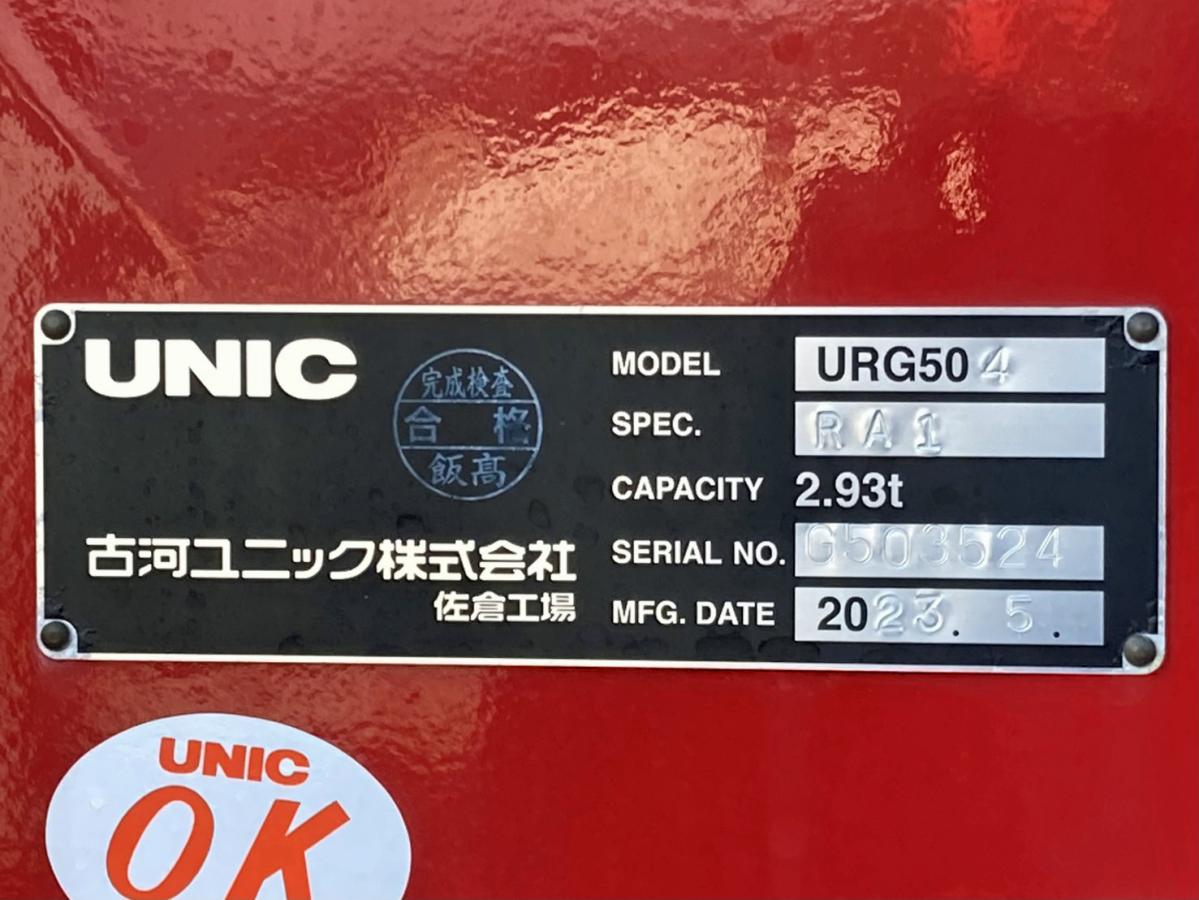 UNIC
完成検査
合格
飯高
古河ユニック株式会社
佐倉工場
MODEL URG504
SPEC. RA1
CAPACITY 2.93t
SERIAL NO. G503524
MFG. DATE 2023. 5.
UNIC
OK